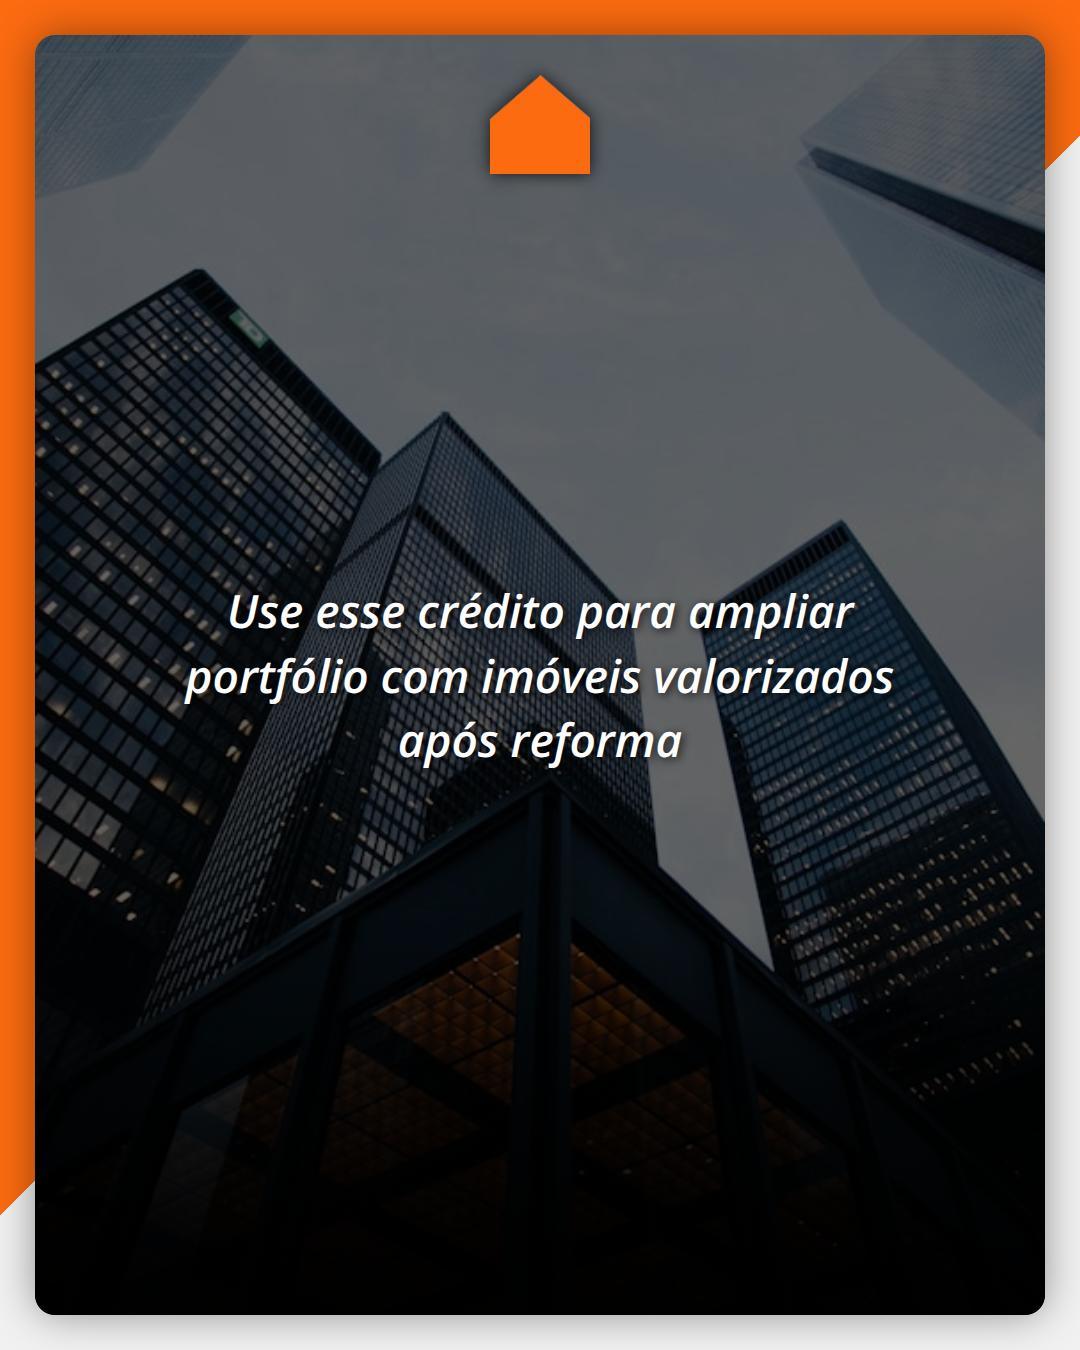 Use esse crédito para ampliar
portfólio com imóveis valorizados
após reforma